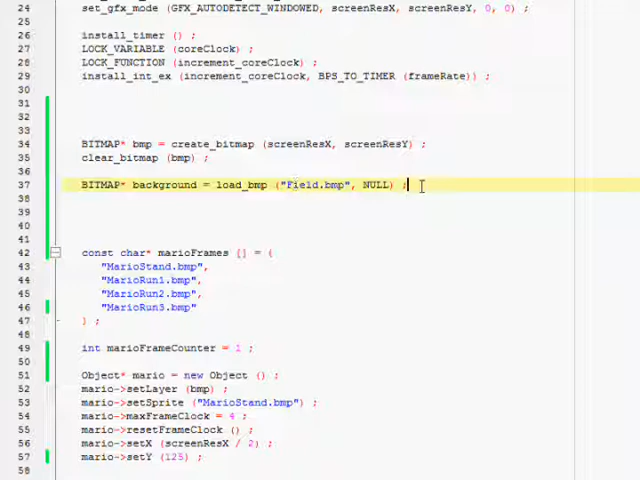 24 set_gfx_mode (GFX_AUTODETECT_WINDOWED, screenResX, screenResY, 0, 0) ;
25
26 install_timer () ;
27 LOCK_VARIABLE (coreClock) ;
28 LOCK_FUNCTION (increment_coreClock) ;
29 install_int_ex (increment_coreClock, BPS_TO_TIMER (frameRate)) ;
30
31
32
33
34 BITMAP* bmp = create_bitmap (screenResX, screenResY) ;
35 clear_bitmap (bmp) ;
36
37 BITMAP* background = load_bmp ("Field.bmp", NULL) ;
38
39
40
41
42 const char* marioFrames [] = {
43 "MarioStand.bmp",
44 "MarioRun1.bmp",
45 "MarioRun2.bmp",
46 "MarioRun3.bmp"
47 } ;
48
49 int marioFrameCounter = 1 ;
50
51 Object* mario = new Object () ;
52 mario->setLayer (bmp) ;
53 mario->setSprite ("MarioStand.bmp") ;
54 mario->maxFrameClock = 4 ;
55 mario->resetFrameClock () ;
56 mario->setX (screenResX / 2) ;
57 mario->setY (125) ;
58